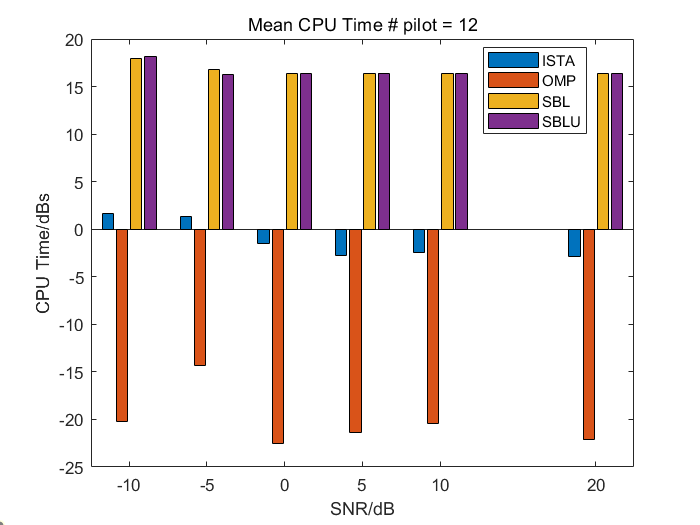 Mean CPU Time # pilot = 12
20
15
10
5
0
-5
-10
-15
-20
-25
CPU Time/dBs
ISTA
OMP
SBL
SBLU
-10 -5 0 5 10 20
SNR/dB